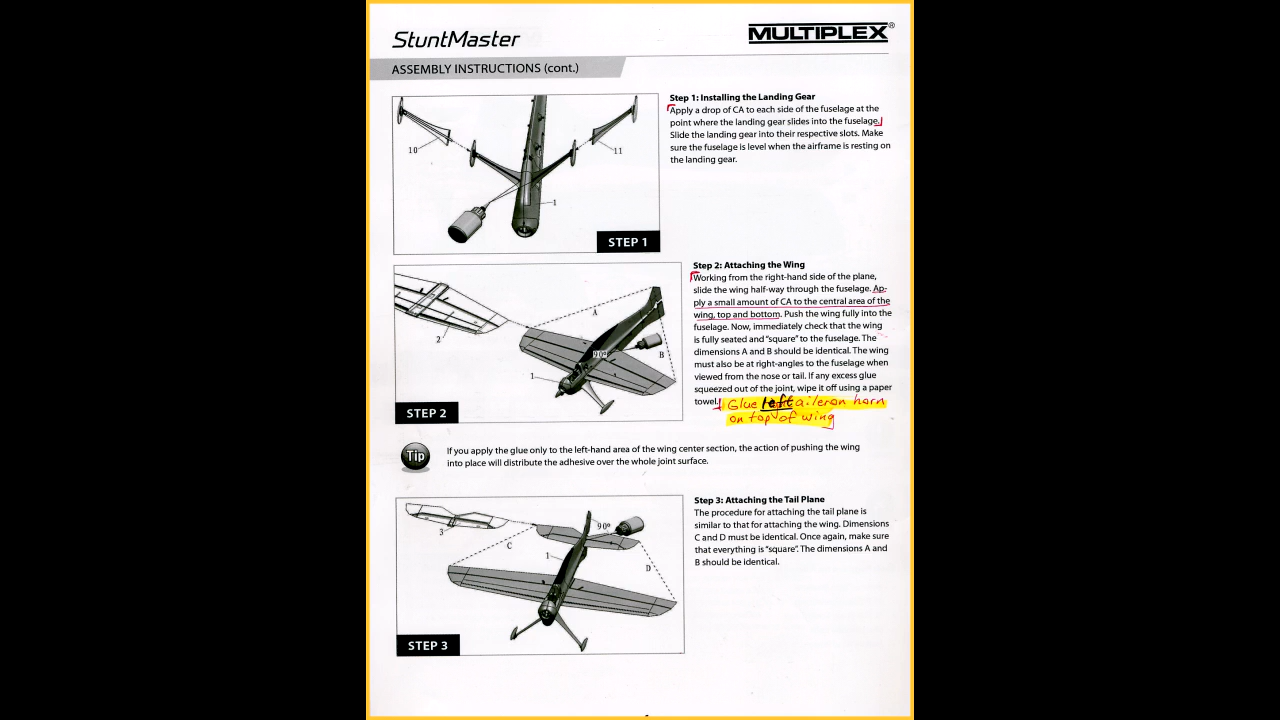 StuntMaster
MULTIPLEX®
ASSEMBLY INSTRUCTIONS (cont.)
Step 1: Installing the Landing Gear
Apply a drop of CA to each side of the fuselage at the
point where the landing gear slides into the fuselage.
Slide the landing gear into their respective slots. Make
sure the fuselage is level when the airframe is resting on
the landing gear.
10
11
1
STEP 1
Step 2: Attaching the Wing
Working from the right-hand side of the plane,
slide the wing half-way through the fuselage. Ap-
ply a small amount of CA to the central area of the
wing, top and bottom. Push the wing fully into the
fuselage. Now, immediately check that the wing
is fully seated and “square” to the fuselage. The
dimensions A and B should be identical. The wing
must also be at right-angles to the fuselage when
viewed from the nose or tail. If any excess glue
squeezed out of the joint, wipe it off using a paper
towel.
Glue left aileron horn
on top of wing
A
2
90º
B
1
STEP 2
Tip
If you apply the glue only to the left-hand area of the wing center section, the action of pushing the wing
into place will distribute the adhesive over the whole joint surface.
Step 3: Attaching the Tail Plane
The procedure for attaching the tail plane is
similar to that for attaching the wing. Dimensions
C and D must be identical. Once again, make sure
that everything is “square”. The dimensions A and
B should be identical.
3
90º
C
1
D
STEP 3